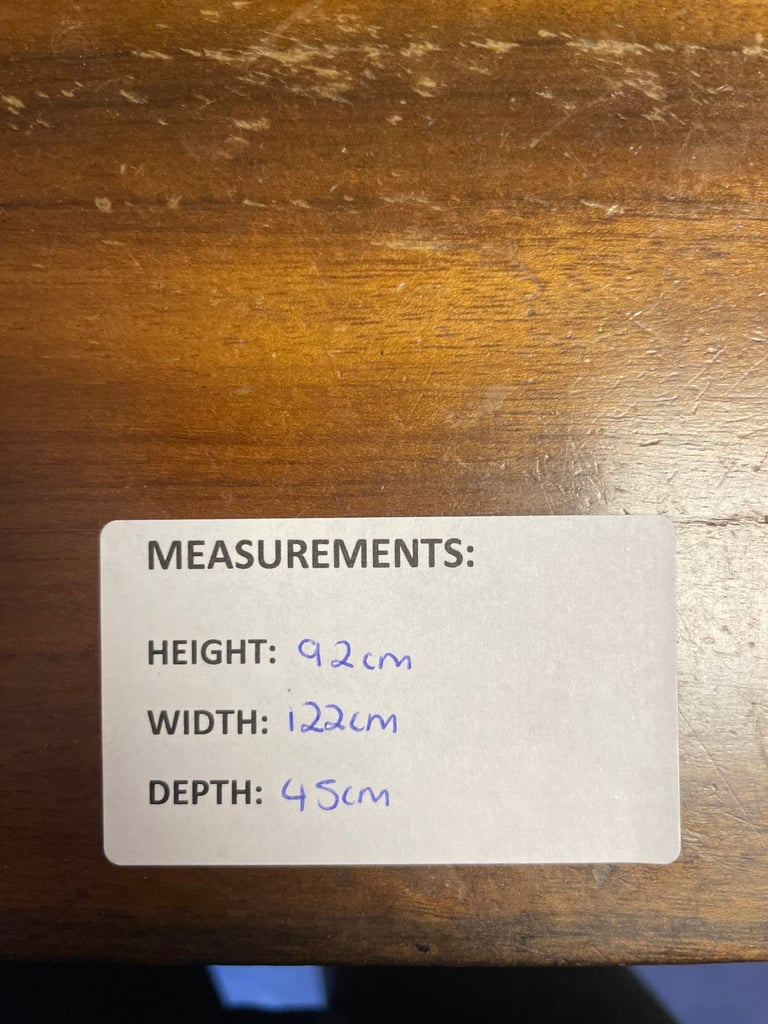 MEASUREMENTS:
HEIGHT: 92cm
WIDTH: 122cm
DEPTH: 45cm